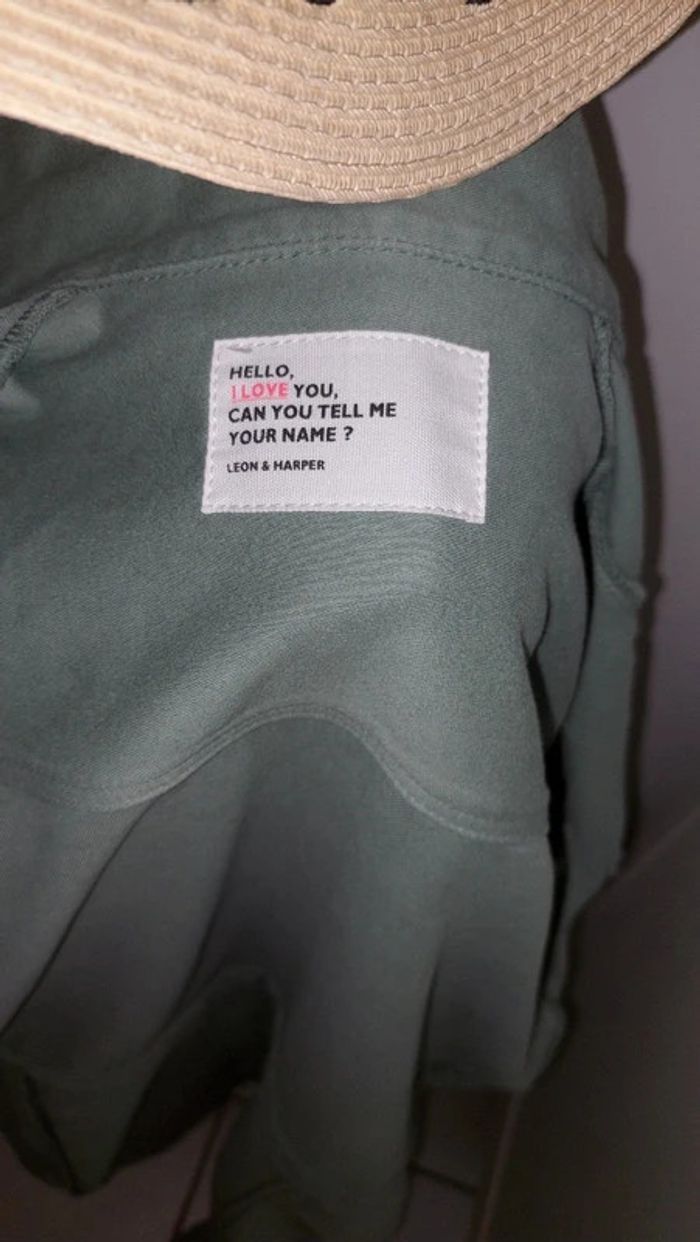 HELLO,
I LOVE YOU,
CAN YOU TELL ME
YOUR NAME ?
LEON & HARPER